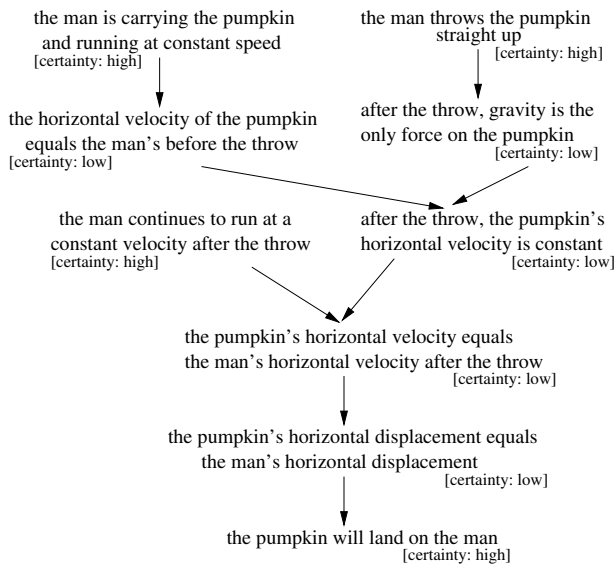 the man is carrying the pumpkin
and running at constant speed
[certainty: high]
the man throws the pumpkin
straight up
[certainty: high]
the horizontal velocity of the pumpkin
equals the man's before the throw
[certainty: low]
after the throw, gravity is the
only force on the pumpkin
[certainty: low]
the man continues to run at a
constant velocity after the throw
[certainty: high]
after the throw, the pumpkin's
horizontal velocity is constant
[certainty: low]
the pumpkin's horizontal velocity equals
the man's horizontal velocity after the throw
[certainty: low]
the pumpkin's horizontal displacement equals
the man's horizontal displacement
[certainty: low]
the pumpkin will land on the man
[certainty: high]